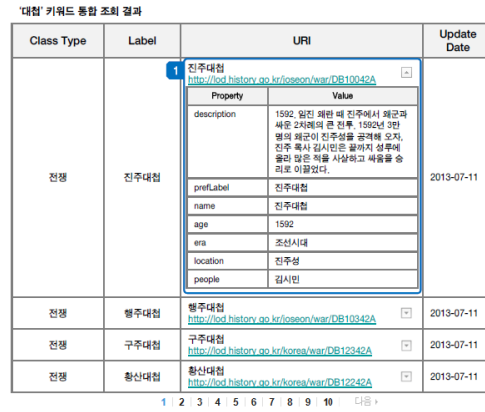 '대첩' 키워드 통합 조회 결과
Class Type Label URI Update Date
1 진주대첩
http://lod.history.go.kr/joseon/war/DB10042A
Property Value
description 1592, 임진 왜란 때 진주에서 왜군과
싸운 2차례의 큰 전투, 1592년 3만
명의 왜군이 진주성을 공격해 오자,
진주 목사 김시민은 끝까지 성루에
올라 많은 적을 사살하고 싸움을 승
리로 이끌었다.
전쟁 진주대첩 2013-07-11
prefLabel 진주대첩
name 진주대첩
age 1592
era 조선시대
location 진주성
people 김시민
전쟁 행주대첩 행주대첩 2013-07-11
http://lod.history.go.kr/joseon/war/DB10342A
전쟁 구주대첩 구주대첩 2013-07-11
http://lod.history.go.kr/korea/war/DB12342A
전쟁 황산대첩 황산대첩 2013-07-11
http://lod.history.go.kr/korea/war/DB12242A
1 2 3 4 5 6 7 8 9 10 다음